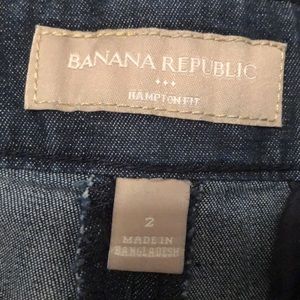 BANANA REPUBLIC
HAMPTON FIT
2
MADE IN
BANGLADESH